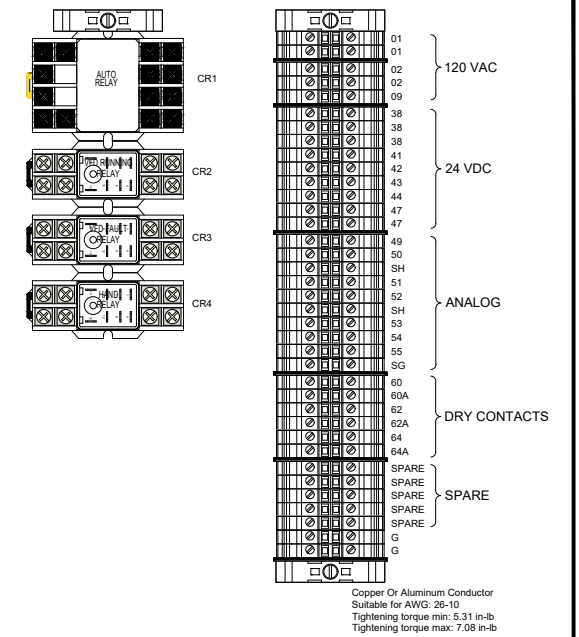 AUTO
RELAY
CR1
VFD RUNNING
RELAY
CR2
VFD FAULT
RELAY
CR3
HAND
RELAY
CR4
01
01
02
02
09
120 VAC
38
38
38
41
42
43
44
47
47
24 VDC
49
50
SH
51
52
SH
53
54
55
SG
ANALOG
60
60A
62
62A
64
64A
DRY CONTACTS
SPARE
SPARE
SPARE
SPARE
SPARE
SPARE
G
G
Copper Or Aluminum Conductor
Suitable for AWG: 26-10
Tightening torque min: 5.31 in-lb
Tightening torque max: 7.08 in-lb